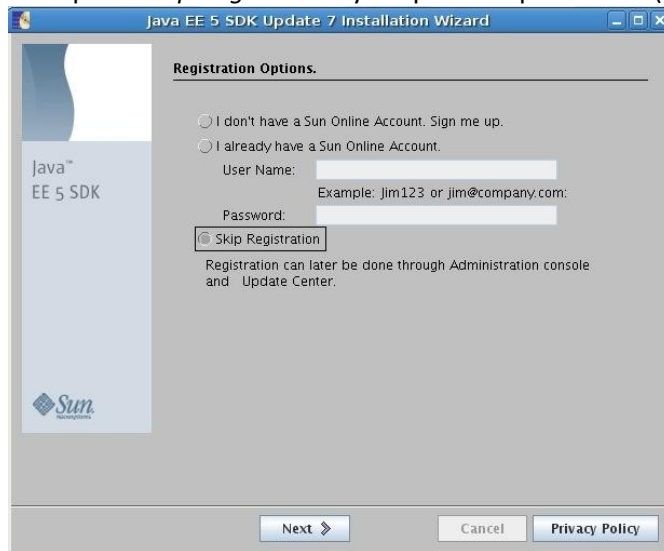 Java EE 5 SDK Update 7 Installation Wizard
Registration Options.
I don't have a Sun Online Account. Sign me up.
I already have a Sun Online Account.
User Name:
Example: Jim123 or jim@company.com:
Password:
Skip Registration
Registration can later be done through Administration console
and Update Center.
Java™
EE 5 SDK
Sun
microsystems
Next
Cancel
Privacy Policy